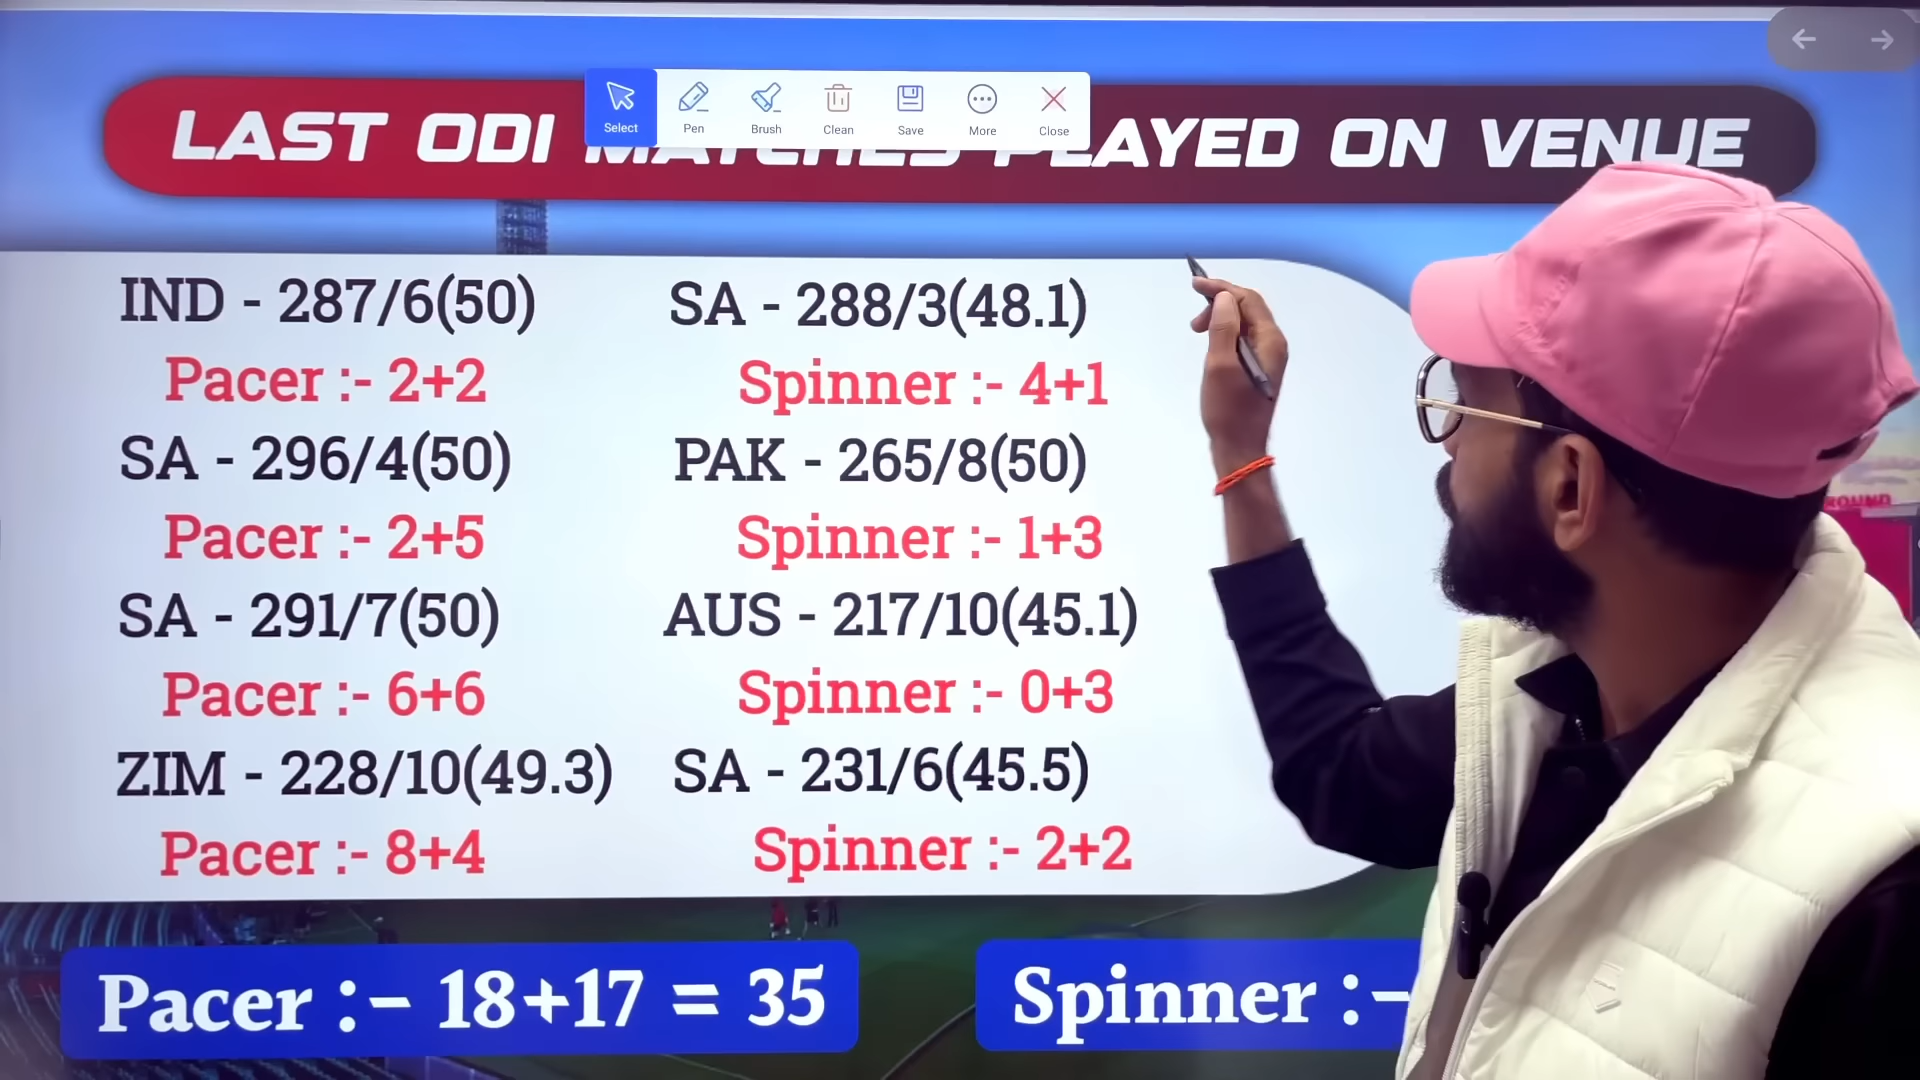 LAST ODI MATCHES PLAYED ON VENUE
Select
Pen
Brush
Clean
Save
More
Close
IND - 287/6(50)
SA - 288/3(48.1)
Pacer :- 2+2
Spinner :- 4+1
SA - 296/4(50)
PAK - 265/8(50)
Pacer :- 2+5
Spinner :- 1+3
SA - 291/7(50)
AUS - 217/10(45.1)
Pacer :- 6+6
Spinner :- 0+3
ZIM - 228/10(49.3)
SA - 231/6(45.5)
Pacer :- 8+4
Spinner :- 2+2
Pacer :- 18+17 = 35
Spinner :-